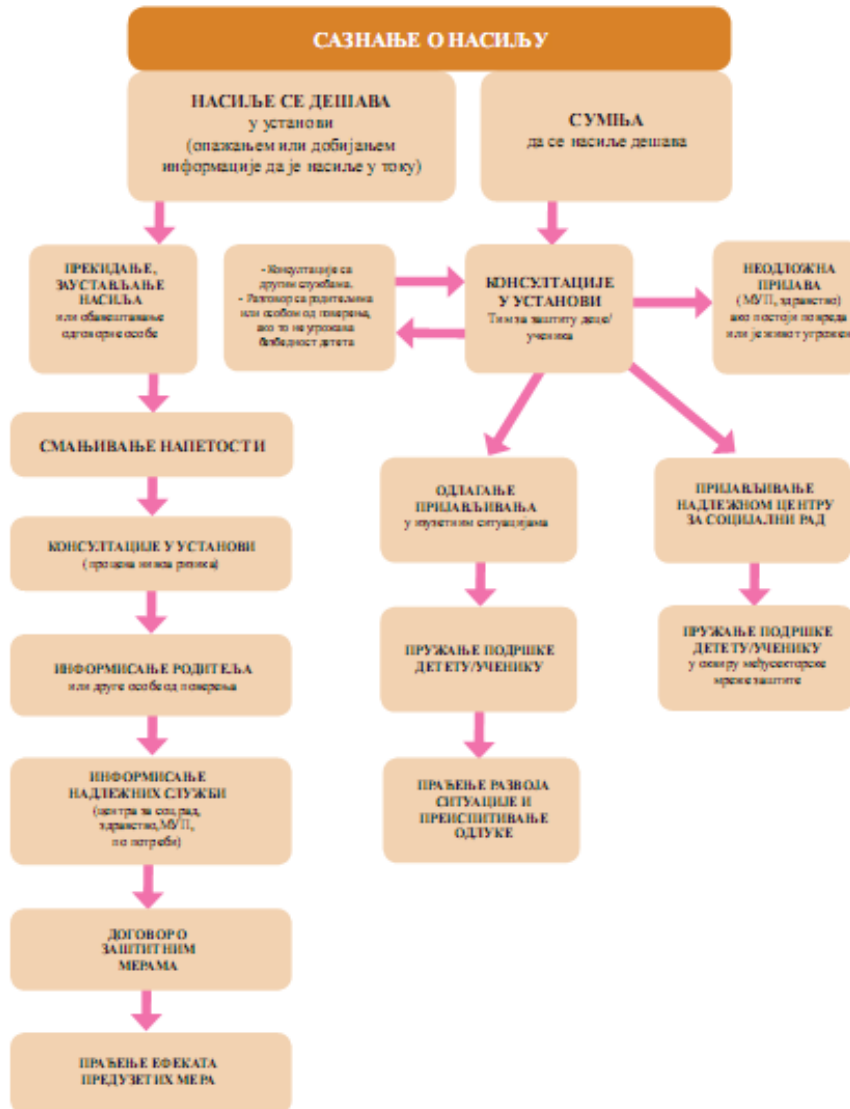 САЗНАЊЕ О НАСИЉУ
НАСИЉЕ СЕ ДЕШАВА
у установи
(опажањем или добијањем
информације да је насиље у току)
СУМЊА
да се насиље дешава
ПРЕКИДАЊЕ,
ЗАУСТАВЉАЊЕ
НАСИЉА
или обавештавање
одговорне особе
- Консултације са
другим службама.
- Разговор са родитељима
или особом од поверења,
ако то не угрожава
безбедност детета
КОНСУЛТАЦИЈЕ
У УСТАНОВИ
Тим за заштиту деце/
ученика
НЕОДЛОЖНА
ПРИЈАВА
(МУП, здравство)
ако постоји повреда
или је живот угрожен
СМАЊИВАЊЕ НАПЕТОСТИ
КОНСУЛТАЦИЈЕ У УСТАНОВИ
(процена нивоа ризика)
ИНФОРМИСАЊЕ РОДИТЕЉА
или друге особе од поверења
ИНФОРМИСАЊЕ
НАДЛЕЖНИХ СЛУЖБИ
(центра за соц.рад,
здравство,МУП,
по потреби)
ДОГОВОР О
ЗАШТИТНИМ
МЕРАМА
ПРАЋЕЊЕ ЕФЕКАТА
ПРЕДУЗЕТИХ МЕРА
ОДЛАГАЊЕ
ПРИЈАВЉИВАЊА
у изузетним ситуацијама
ПРУЖАЊЕ ПОДРШКЕ
ДЕТЕТУ/УЧЕНИКУ
ПРАЋЕЊЕ РАЗВОЈА
СИТУАЦИЈЕ И
ПРЕИСПИТИВАЊЕ
ОДЛУКЕ
ПРИЈАВЉИВАЊЕ
НАДЛЕЖНОМ ЦЕНТРУ
ЗА СОЦИЈАЛНИ РАД
ПРУЖАЊЕ ПОДРШКЕ
ДЕТЕТУ/УЧЕНИКУ
у оквиру међусекторске
мреже заштите